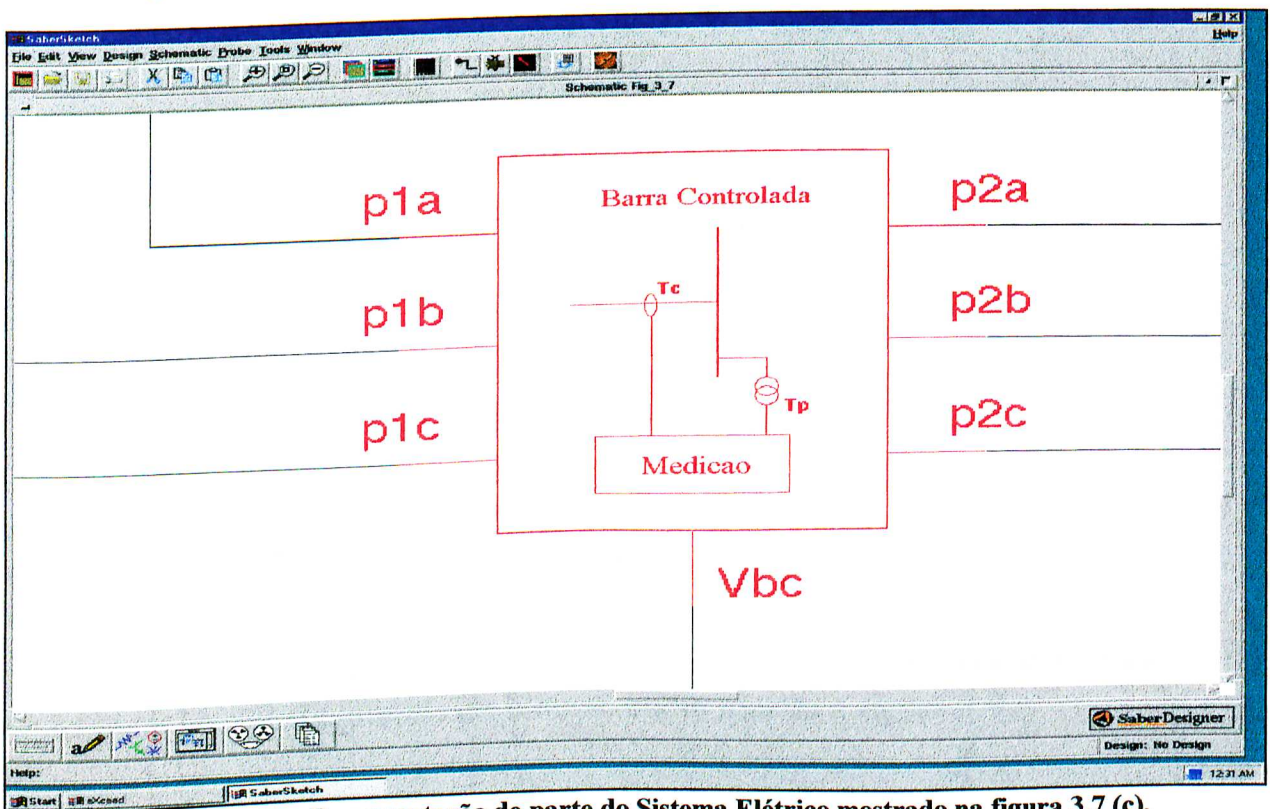 SaberSketch
File Edit View Design Schematic Probe Tools Window Help
Schematic Fig_3_7
p1a
Barra Controlada
p2a
Tc
p1b
p2b
Tp
p1c
p2c
Medicao
Vbc
SaberDesigner
Design: No Design
Help:
12:31 AM
Start eXceed SaberSketch
de parte do Sistema Elétrico mostrado na figura 3.7 (c).